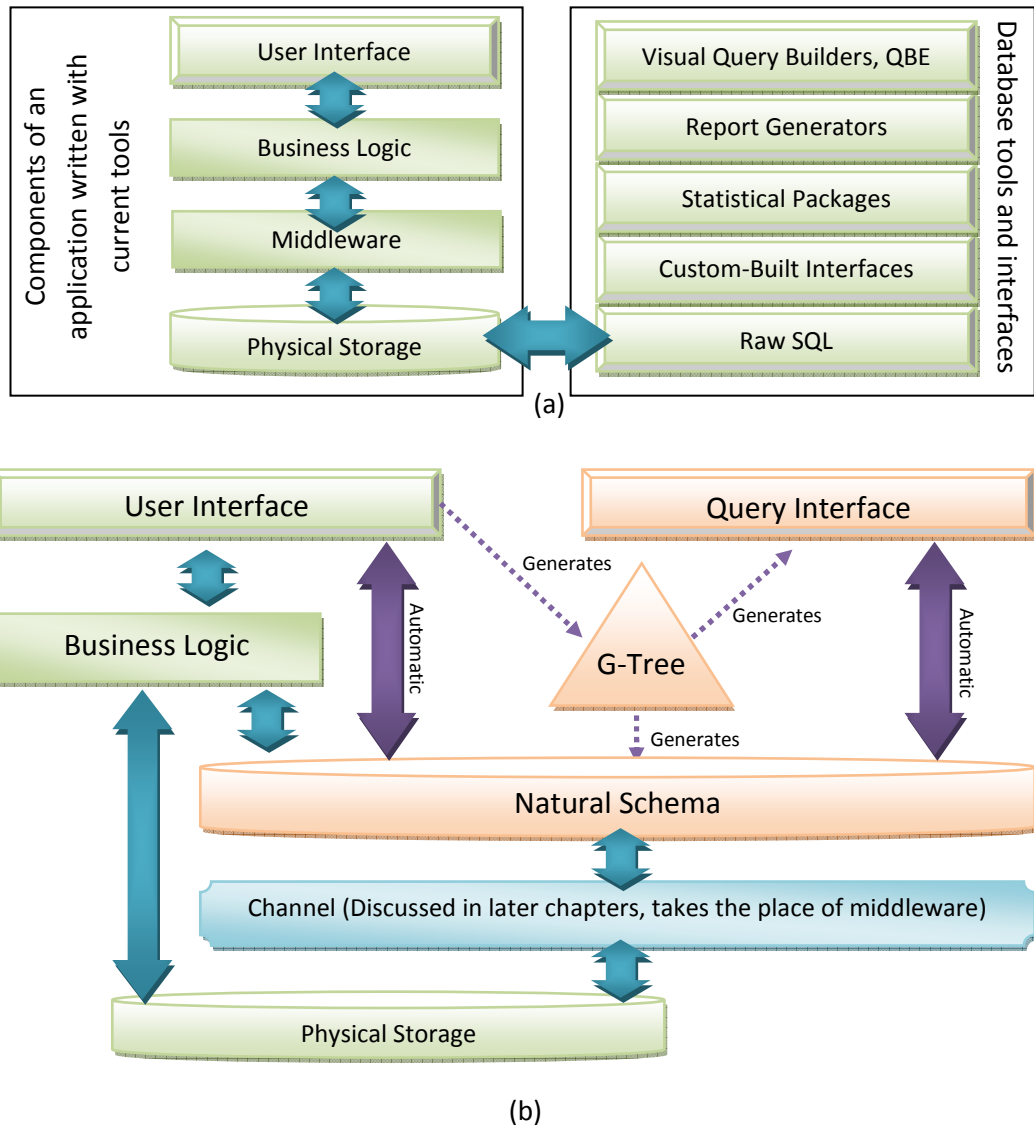 Components of an
application written with
current tools
User Interface
Business Logic
Middleware
Physical Storage
Visual Query Builders, QBE
Report Generators
Statistical Packages
Custom-Built Interfaces
Raw SQL
Database tools and interfaces
(a)
User Interface
Query Interface
Generates
Generates
Automatic
Automatic
Business Logic
G-Tree
Generates
Natural Schema
Channel (Discussed in later chapters, takes the place of middleware)
Physical Storage
(b)